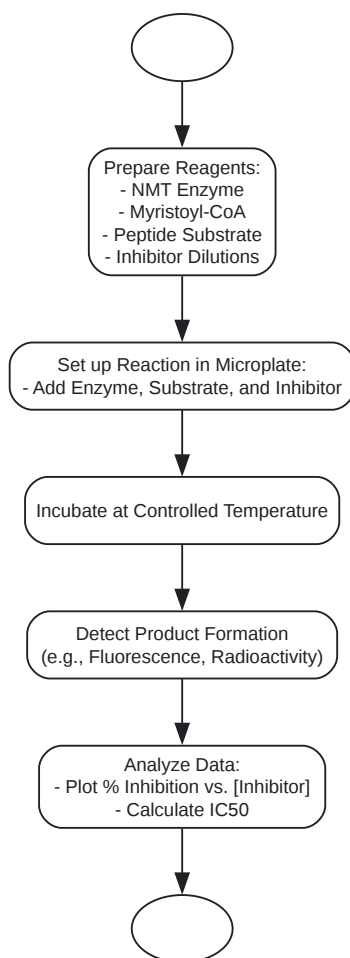 Prepare Reagents:
- NMT Enzyme
- Myristoyl-CoA
- Peptide Substrate
- Inhibitor Dilutions
Set up Reaction in Microplate:
- Add Enzyme, Substrate, and Inhibitor
Incubate at Controlled Temperature
Detect Product Formation
(e.g., Fluorescence, Radioactivity)
Analyze Data:
- Plot % Inhibition vs. [Inhibitor]
- Calculate IC50